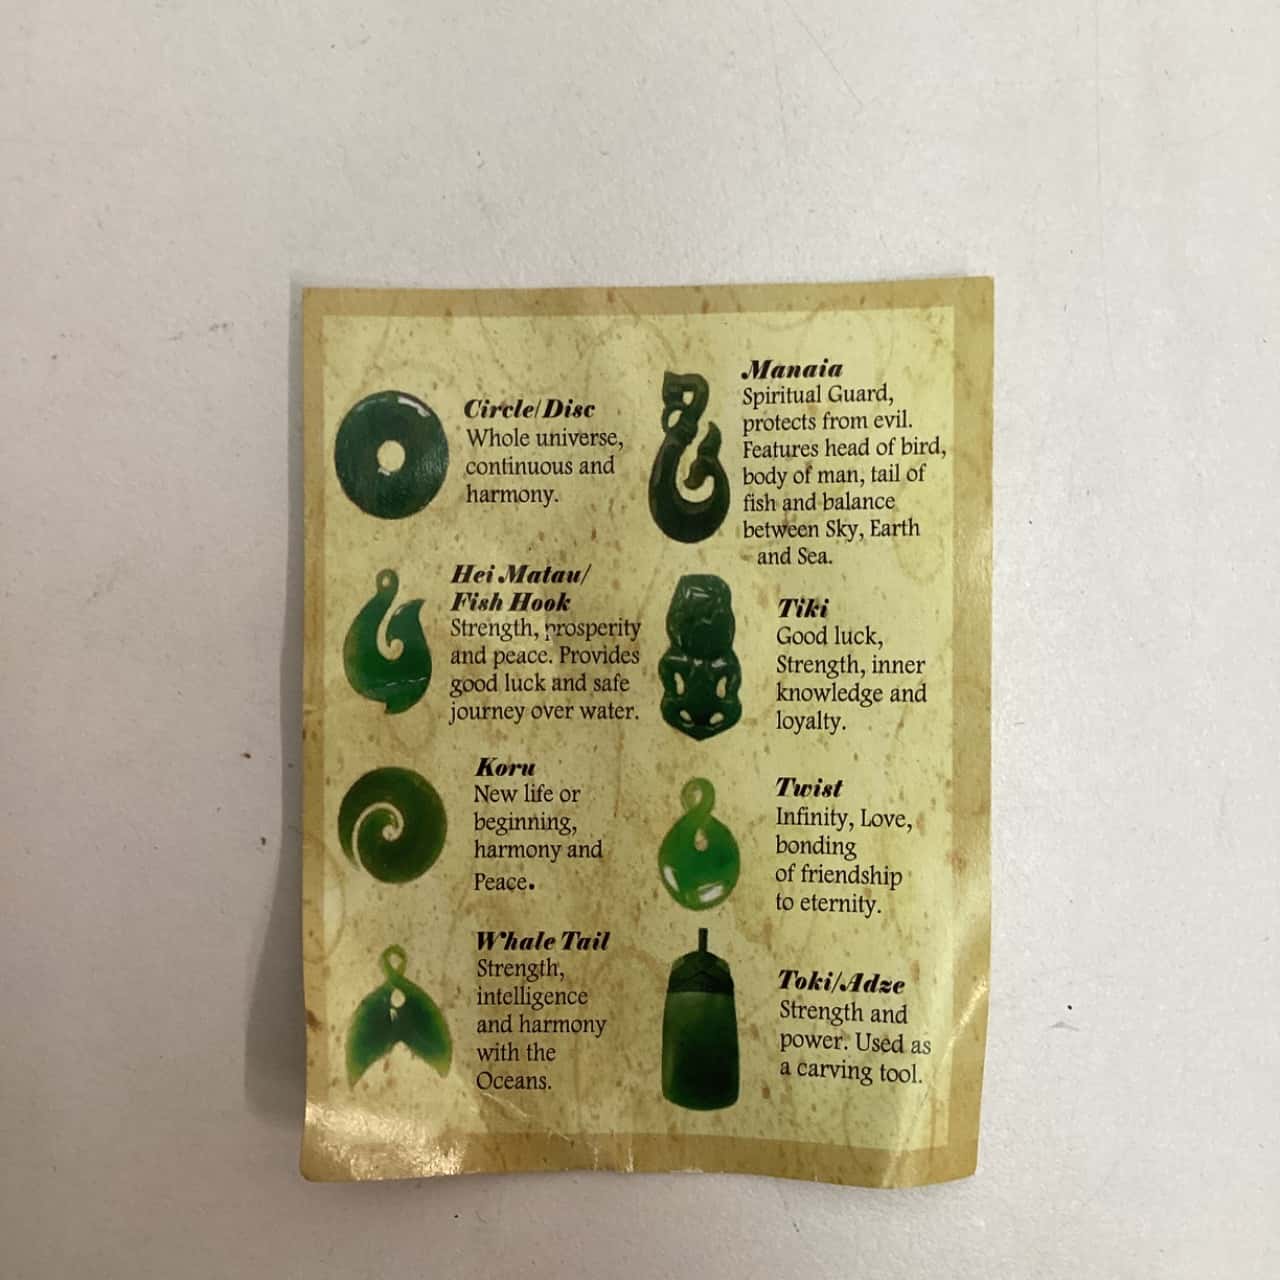 Circle/Disc
Whole universe,
continuous and
harmony.
Hei Matau/
Fish Hook
Strength, prosperity
and peace. Provides
good luck and safe
journey over water.
Koru
New life or
beginning,
harmony and
Peace.
Whale Tail
Strength,
intelligence
and harmony
with the
Oceans.
Manaia
Spiritual Guard,
protects from evil.
Features head of bird,
body of man, tail of
fish and balance
between Sky, Earth
and Sea.
Tiki
Good luck,
Strength, inner
knowledge and
loyalty.
Twist
Infinity, Love,
bonding
of friendship
to eternity.
Toki/Adze
Strength and
power. Used as
a carving tool.